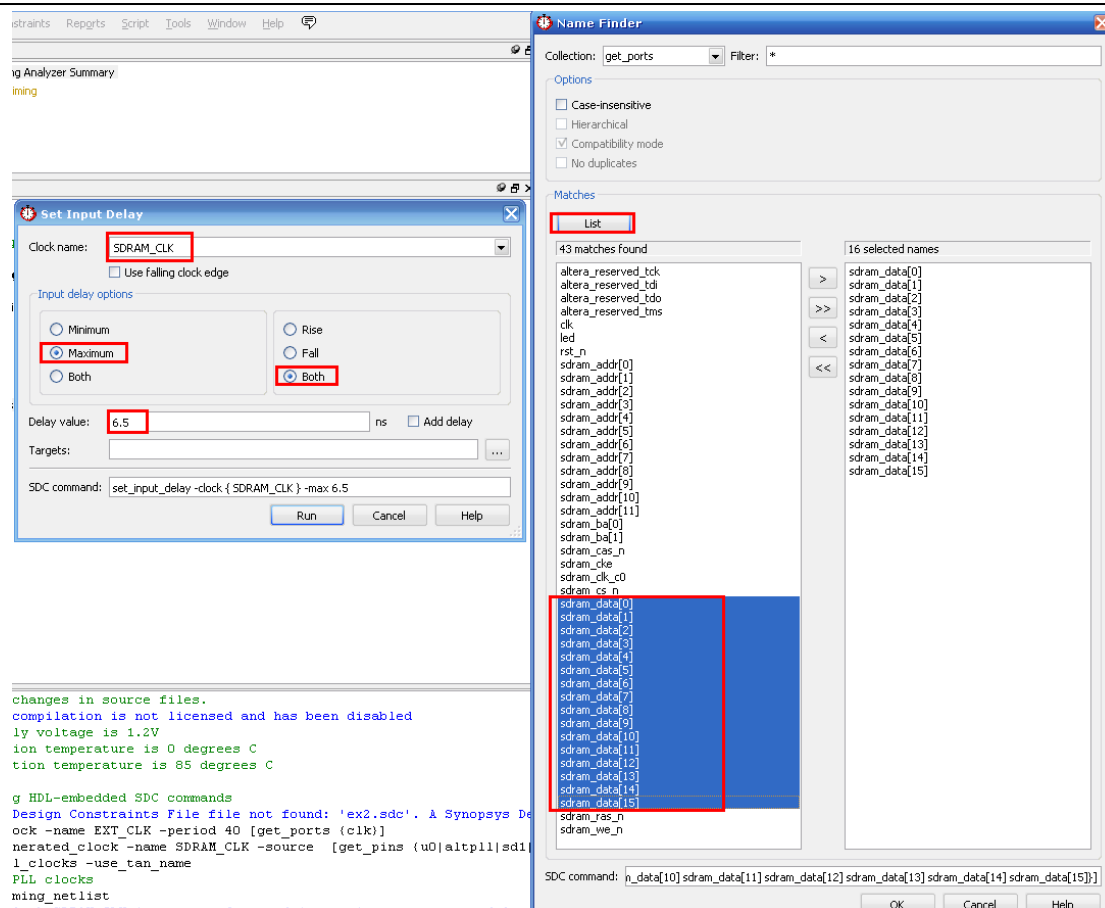 straints Reports Script Tools Window Help
ng Analyzer Summary
iming
Set Input Delay
Clock name: SDRAM_CLK
Use falling clock edge
Input delay options
Minimum
Maximum
Both
Rise
Fall
Both
Delay value: 6.5 ns Add delay
Targets: ...
SDC command: set_input_delay -clock { SDRAM_CLK } -max 6.5
Run Cancel Help
changes in source files.
compilation is not licensed and has been disabled
ly voltage is 1.2V
ion temperature is 0 degrees C
tion temperature is 85 degrees C
g HDL-embedded SDC commands
Design Constraints File file not found: 'ex2.sdc'. A Synopsys De
ock -name EXT_CLK -period 40 [get_ports {clk}]
nerated_clock -name SDRAM_CLK -source [get_pins {u0|altpll|sd1|
l_clocks -use_tan_name
PLL clocks
ming_netlist
Name Finder
Collection: get_ports Filter: *
Options
Case-insensitive
Hierarchical
Compatibility mode
No duplicates
Matches
List
43 matches found
altera_reserved_tck
altera_reserved_tdi
altera_reserved_tdo
altera_reserved_tms
clk
led
rst_n
sdram_addr[0]
sdram_addr[1]
sdram_addr[2]
sdram_addr[3]
sdram_addr[4]
sdram_addr[5]
sdram_addr[6]
sdram_addr[7]
sdram_addr[8]
sdram_addr[9]
sdram_addr[10]
sdram_addr[11]
sdram_ba[0]
sdram_ba[1]
sdram_cas_n
sdram_cke
sdram_clk_c0
sdram_cs_n
sdram_data[0]
sdram_data[1]
sdram_data[2]
sdram_data[3]
sdram_data[4]
sdram_data[5]
sdram_data[6]
sdram_data[7]
sdram_data[8]
sdram_data[9]
sdram_data[10]
sdram_data[11]
sdram_data[12]
sdram_data[13]
sdram_data[14]
sdram_data[15]
sdram_ras_n
sdram_we_n
>
>>
<
<<
16 selected names
sdram_data[0]
sdram_data[1]
sdram_data[2]
sdram_data[3]
sdram_data[4]
sdram_data[5]
sdram_data[6]
sdram_data[7]
sdram_data[8]
sdram_data[9]
sdram_data[10]
sdram_data[11]
sdram_data[12]
sdram_data[13]
sdram_data[14]
sdram_data[15]
SDC command: n_data[10] sdram_data[11] sdram_data[12] sdram_data[13] sdram_data[14] sdram_data[15]}]
OK Cancel Help